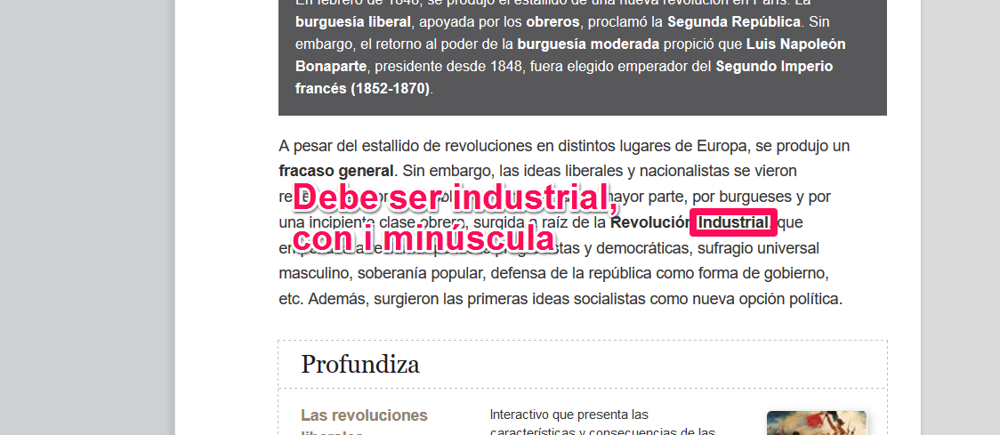 En febrero de 1848, se produjo el estallido de una nueva revolución en París. La
burguesía liberal, apoyada por los obreros, proclamó la Segunda República. Sin
embargo, el retorno al poder de la burguesía moderada propició que Luis Napoleón
Bonaparte, presidente desde 1848, fuera elegido emperador del Segundo Imperio
francés (1852-1870).
A pesar del estallido de revoluciones en distintos lugares de Europa, se produjo un
fracaso general. Sin embargo, las ideas liberales y nacionalistas se vieron
mayor parte, por burgueses y por
Debe ser industrial,
una incipiente clase obrera, surgida a raíz de la Revolución Industrial, que
con i minúscula
y democráticas, sufragio universal
masculino, soberanía popular, defensa de la república como forma de gobierno,
etc. Además, surgieron las primeras ideas socialistas como nueva opción política.
Profundiza
Las revoluciones
liberales
Interactivo que presenta las
características y consecuencias de las